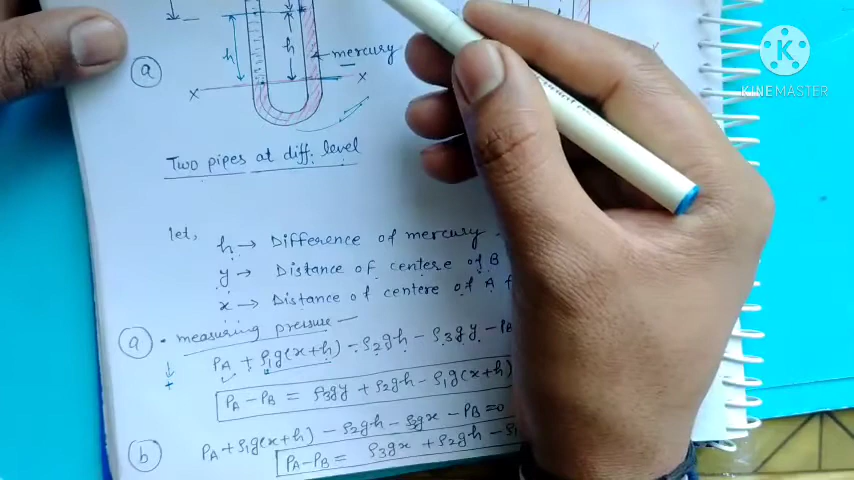 KINEMASTER
h
h
mercury
a
X
X
Two pipes at diff. level
let,
h → Difference of mercury
y → Distance of centere of B
x → Distance of centere of A f
a • measuring pressure —
PA + ρ1g(x+h) - ρ2gh - ρ3gy - PB
PA - PB = ρ3gy + ρ2gh - ρ1g(x+h)
b PA + ρ1g(x+h) - ρ2gh - ρ3gx - PB = 0
PA - PB = ρ3gx + ρ2gh - ρ1